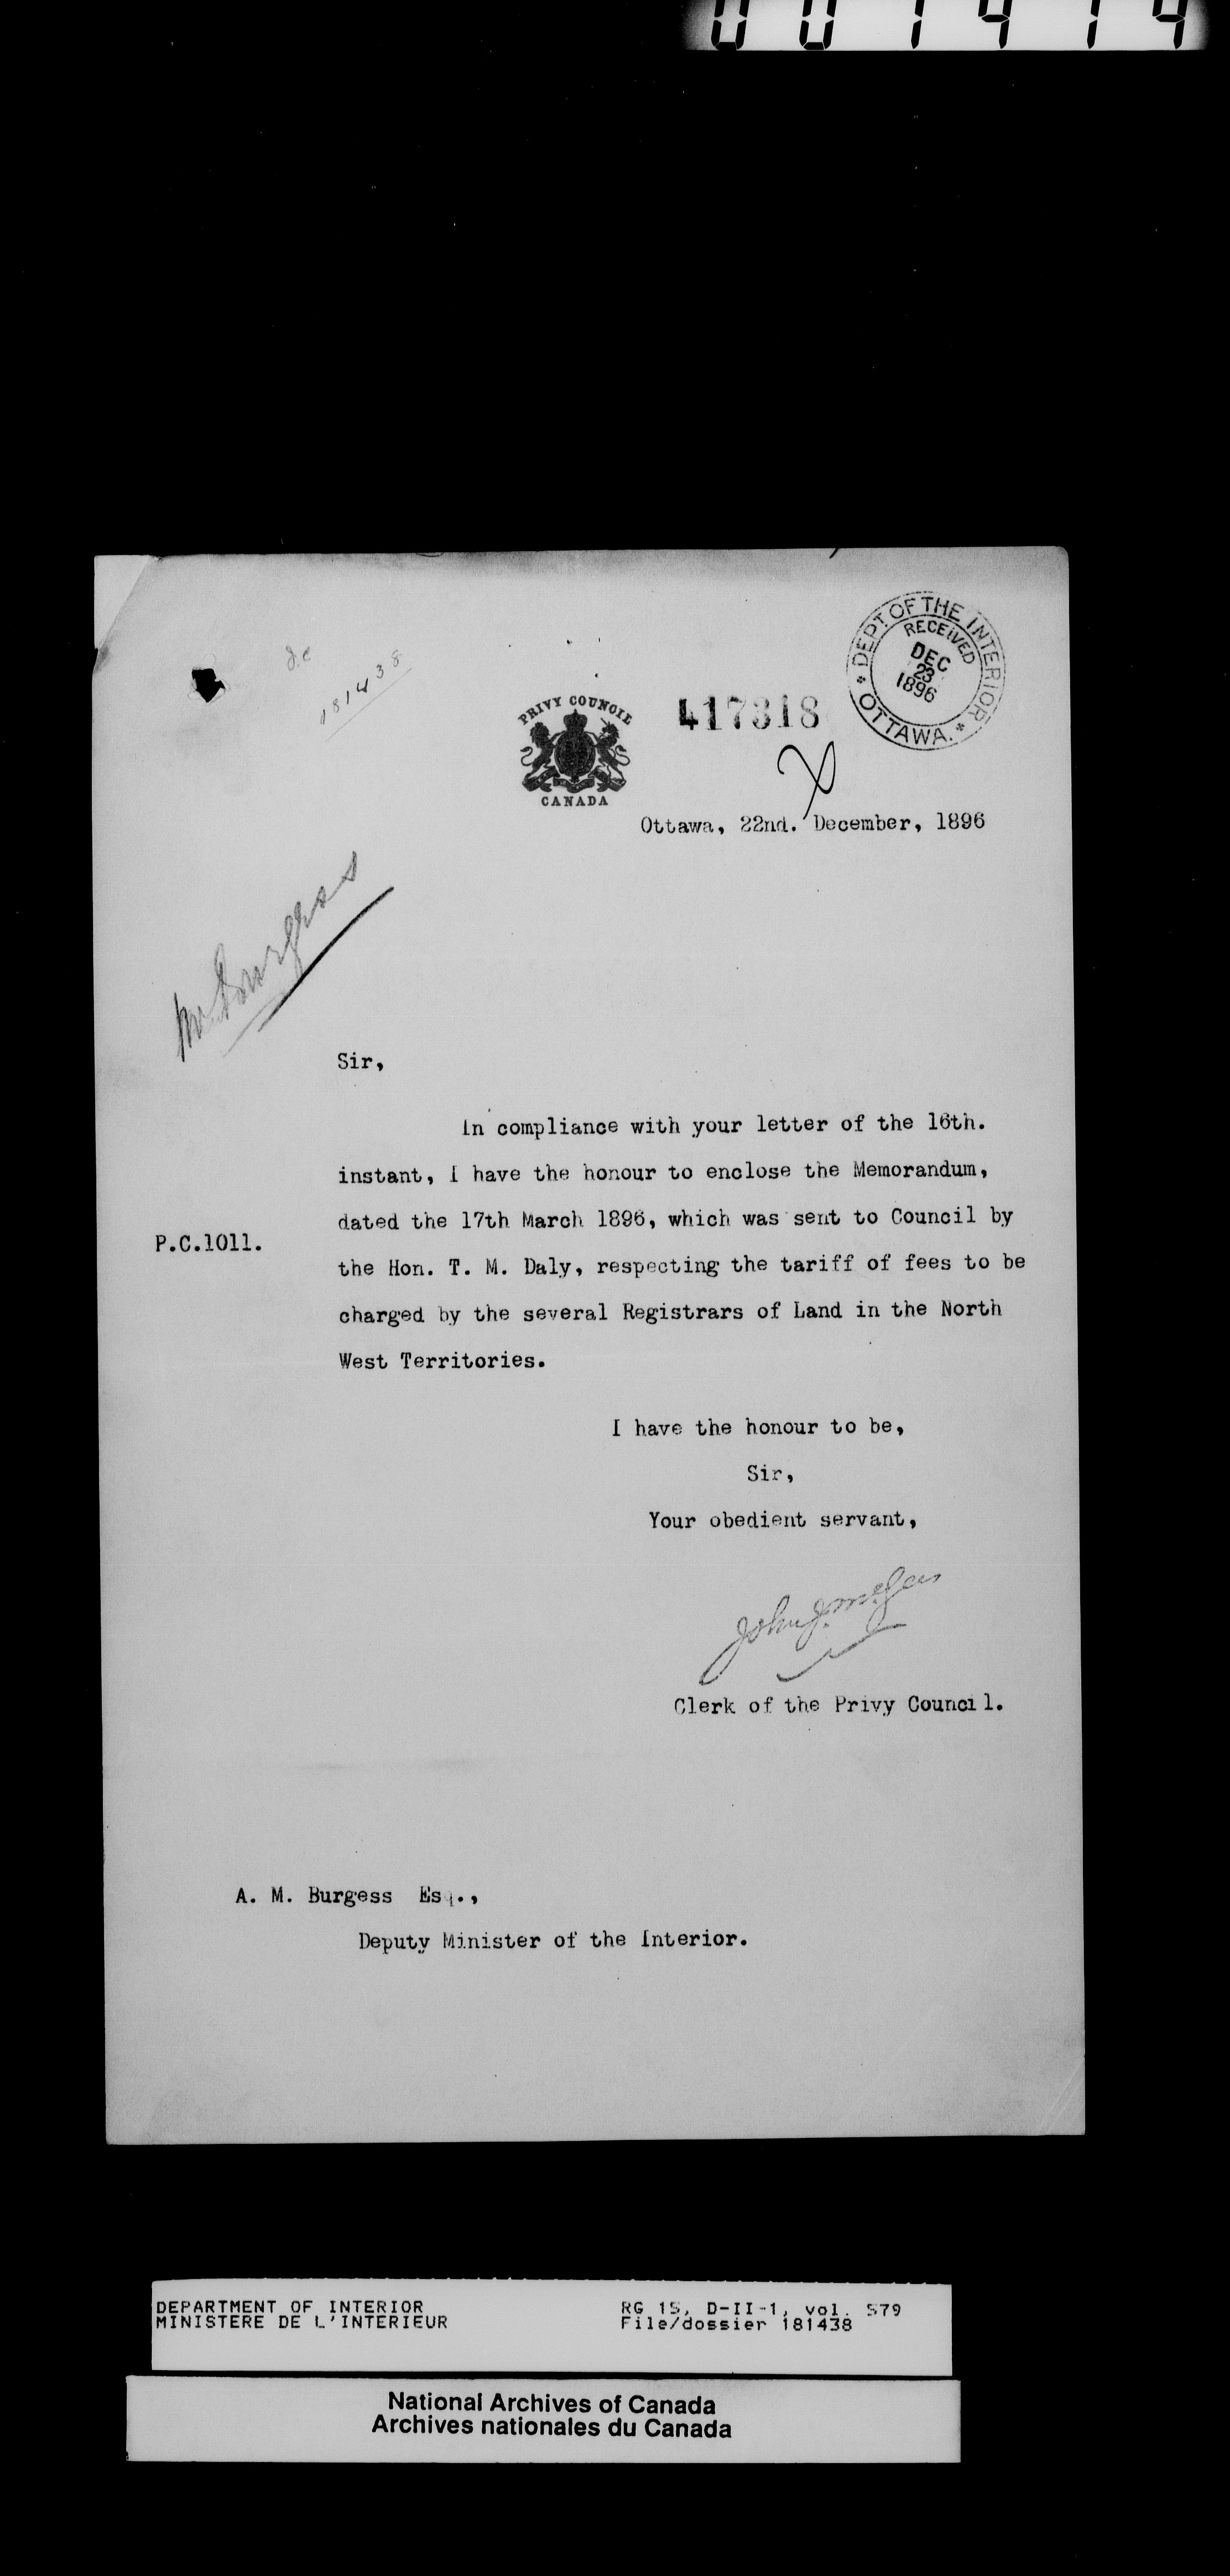 001414
DEPT. OF THE INTERIOR
RECEIVED
DEC
23
1896
* OTTAWA. *
181438
PRIVY COUNCIL
CANADA
417318
Ottawa, 22nd. December, 1896
Mr Burgess
Sir,
In compliance with your letter of the 16th.
instant, I have the honour to enclose the Memorandum,
dated the 17th March 1896, which was sent to Council by
P.C.1011.
the Hon. T. M. Daly, respecting the tariff of fees to be
charged by the several Registrars of Land in the North
West Territories.
I have the honour to be,
Sir,
Your obedient servant,
John J. McGee
Clerk of the Privy Council.
A. M. Burgess Esq.,
Deputy Minister of the Interior.
DEPARTMENT OF INTERIOR
MINISTERE DE L'INTERIEUR
RG 15, D-II-1, vol. 579
File/dossier 181438
National Archives of Canada
Archives nationales du Canada